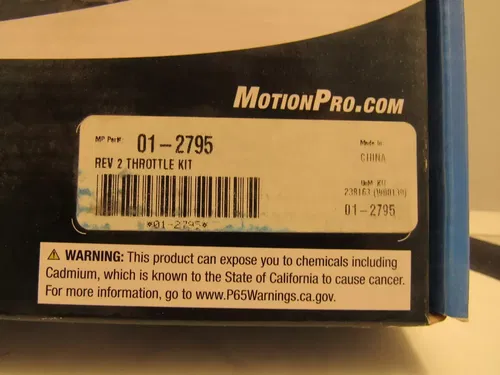 MOTIONPRO.COM
MP Part#: 01-2795
REV 2 THROTTLE KIT
*01-2795*
Made In
CHINA
01-2795
WARNING: This product can expose you to chemicals including
Cadmium, which is known to the State of California to cause cancer.
For more information, go to www.P65Warnings.ca.gov.